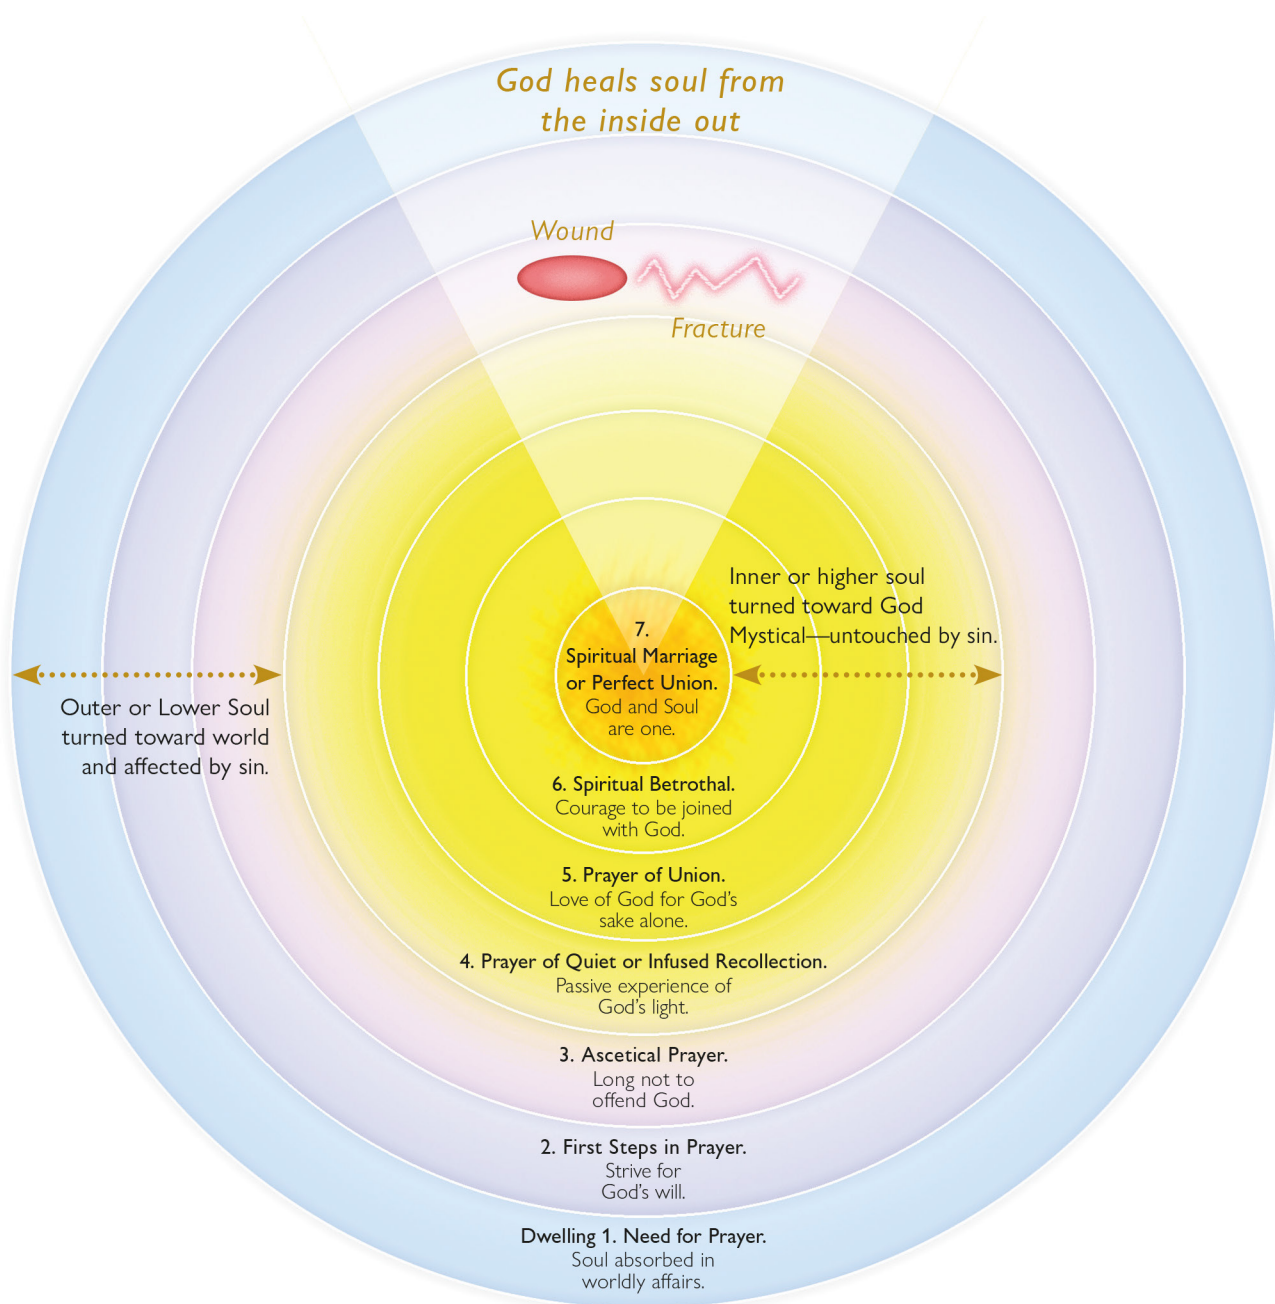 God heals soul from
the inside out
Wound
Fracture
Inner or higher soul
turned toward God
Mystical—untouched by sin.
7.
Spiritual Marriage
or Perfect Union.
God and Soul
are one.
Outer or Lower Soul
turned toward world
and affected by sin.
6. Spiritual Betrothal.
Courage to be joined
with God.
5. Prayer of Union.
Love of God for God’s
sake alone.
4. Prayer of Quiet or Infused Recollection.
Passive experience of
God’s light.
3. Ascetical Prayer.
Long not to
offend God.
2. First Steps in Prayer.
Strive for
God’s will.
Dwelling 1. Need for Prayer.
Soul absorbed in
worldly affairs.